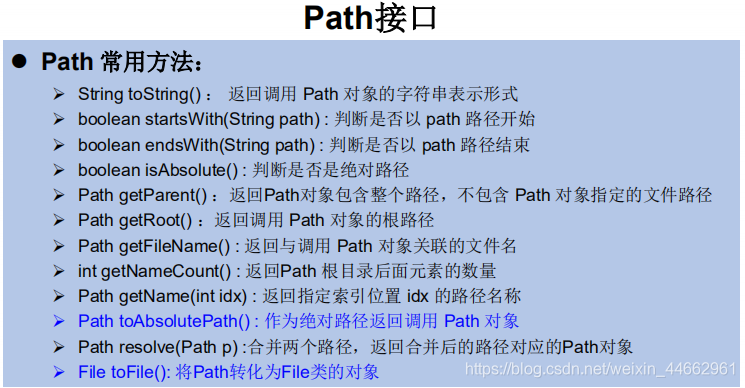 Path接口
● Path 常用方法：
➢ String toString() ： 返回调用 Path 对象的字符串表示形式
➢ boolean startsWith(String path) : 判断是否以 path 路径开始
➢ boolean endsWith(String path) : 判断是否以 path 路径结束
➢ boolean isAbsolute() : 判断是否是绝对路径
➢ Path getParent() ：返回Path对象包含整个路径，不包含 Path 对象指定的文件路径
➢ Path getRoot() ：返回调用 Path 对象的根路径
➢ Path getFileName() : 返回与调用 Path 对象关联的文件名
➢ int getNameCount() : 返回Path 根目录后面元素的数量
➢ Path getName(int idx) : 返回指定索引位置 idx 的路径名称
➢ Path toAbsolutePath() : 作为绝对路径返回调用 Path 对象
➢ Path resolve(Path p) :合并两个路径，返回合并后的路径对应的Path对象
➢ File toFile(): 将Path转化为File类的对象
https://blog.csdn.net/weixin_44662961